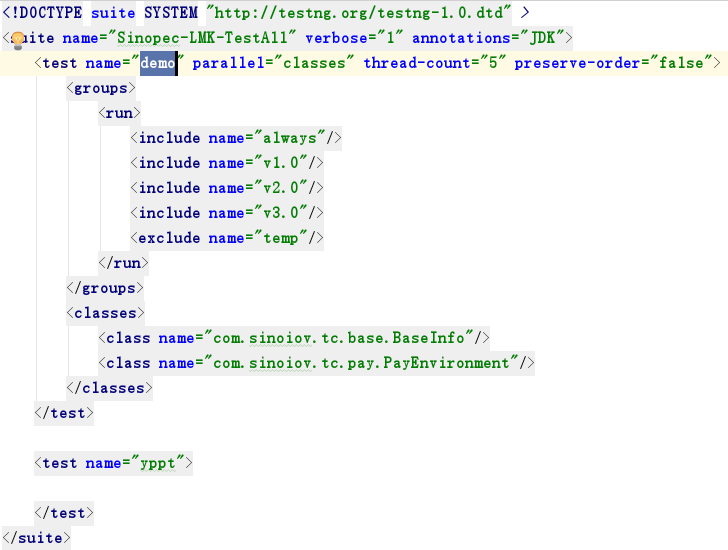 <!DOCTYPE suite SYSTEM "http://testng.org/testng-1.0.dtd" >
<suite name="Sinopec-LMK-TestAll" verbose="1" annotations="JDK">
<test name="demo" parallel="classes" thread-count="5" preserve-order="false">
<groups>
<run>
<include name="always"/>
<include name="v1.0"/>
<include name="v2.0"/>
<include name="v3.0"/>
<exclude name="temp"/>
</run>
</groups>
<classes>
<class name="com.sinoiov.tc.base.BaseInfo"/>
<class name="com.sinoiov.tc.pay.PayEnvironment"/>
</classes>
</test>
<test name="yppt">
</test>
</suite>